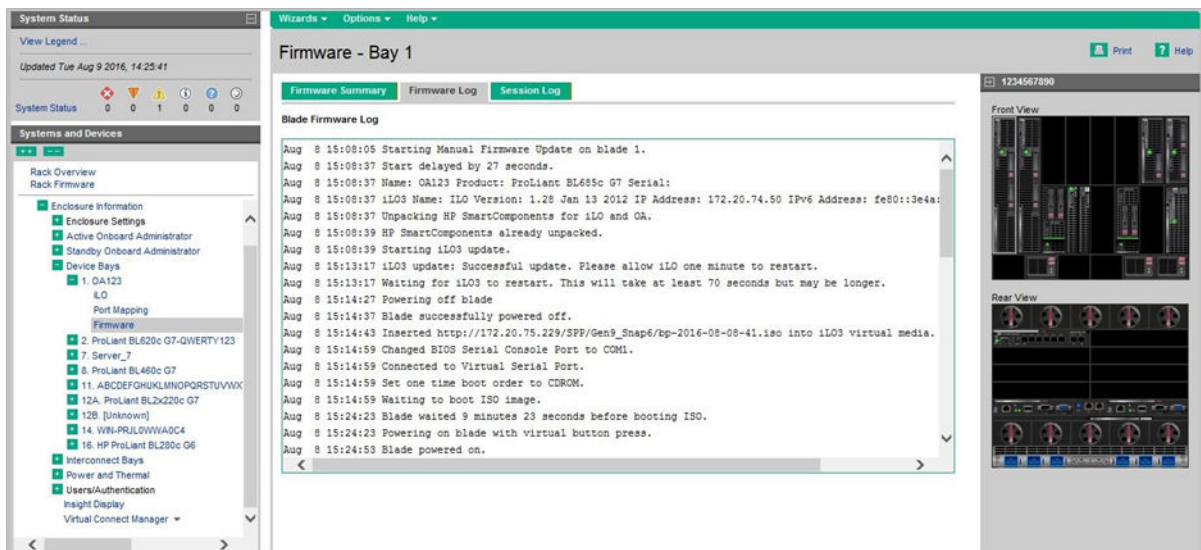 System Status
View Legend ...
Updated Tue Aug 9 2016, 14:25:41
System Status 0 0 1 0 0 0
Systems and Devices
Rack Overview
Rack Firmware
Enclosure Information
Enclosure Settings
Active Onboard Administrator
Standby Onboard Administrator
Device Bays
1. OA123
iLO
Port Mapping
Firmware
2. ProLiant BL620c G7-QWERTY123
7. Server_7
8. ProLiant BL460c G7
11. ABCDEFGHIJKLMNOPQRSTUVWX
12A. ProLiant BL2x220c G7
12B. [Unknown]
14. WIN-PRJL0WWA0C4
16. HP ProLiant BL280c G6
Interconnect Bays
Power and Thermal
Users/Authentication
Insight Display
Virtual Connect Manager
Wizards Options Help
Firmware - Bay 1
Print Help
Firmware Summary Firmware Log Session Log
Blade Firmware Log
Aug 8 15:08:05 Starting Manual Firmware Update on blade 1.
Aug 8 15:08:37 Start delayed by 27 seconds.
Aug 8 15:08:37 Name: OA123 Product: ProLiant BL685c G7 Serial:
Aug 8 15:08:37 iLO3 Name: ILO Version: 1.28 Jan 13 2012 IP Address: 172.20.74.50 IPv6 Address: fe80::3e4a:
Aug 8 15:08:37 Unpacking HP SmartComponents for iLO and OA.
Aug 8 15:08:39 HP SmartComponents already unpacked.
Aug 8 15:08:39 Starting iLO3 update.
Aug 8 15:13:17 iLO3 update: Successful update. Please allow iLO one minute to restart.
Aug 8 15:13:17 Waiting for iLO3 to restart. This will take at least 70 seconds but may be longer.
Aug 8 15:14:27 Powering off blade
Aug 8 15:14:37 Blade successfully powered off.
Aug 8 15:14:43 Inserted http://172.20.75.229/SPP/Gen9_Snap6/bp-2016-08-08-41.iso into iLO3 virtual media.
Aug 8 15:14:59 Changed BIOS Serial Console Port to COM1.
Aug 8 15:14:59 Connected to Virtual Serial Port.
Aug 8 15:14:59 Set one time boot order to CDROM.
Aug 8 15:14:59 Waiting to boot ISO image.
Aug 8 15:24:23 Blade waited 9 minutes 23 seconds before booting ISO.
Aug 8 15:24:23 Powering on blade with virtual button press.
Aug 8 15:24:53 Blade powered on.
1234567890
Front View
Rear View